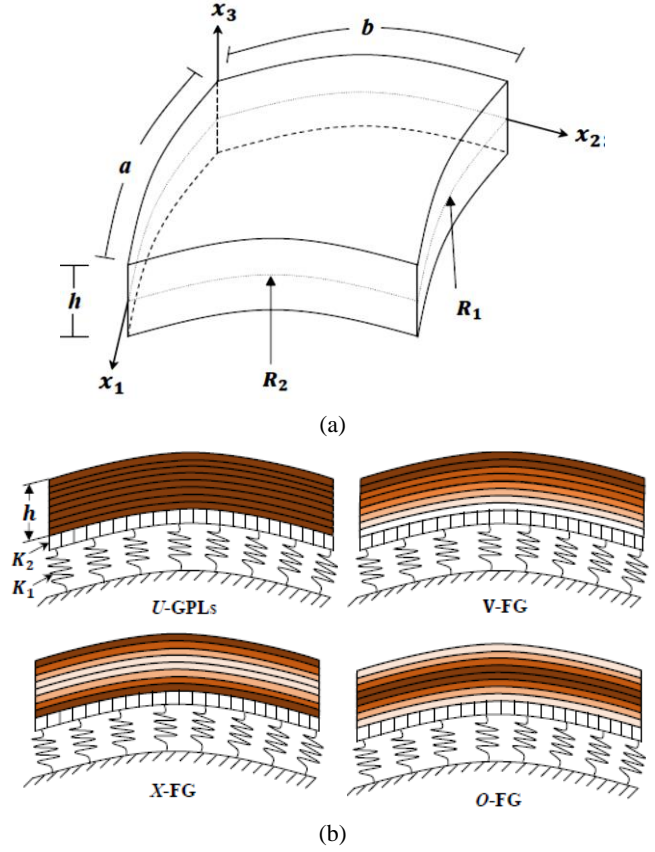 x₃
b
x₂
a
h
R₁
x₁
R₂
(a)
h
K₂
K₁
U-GPLs
V-FG
X-FG
O-FG
(b)